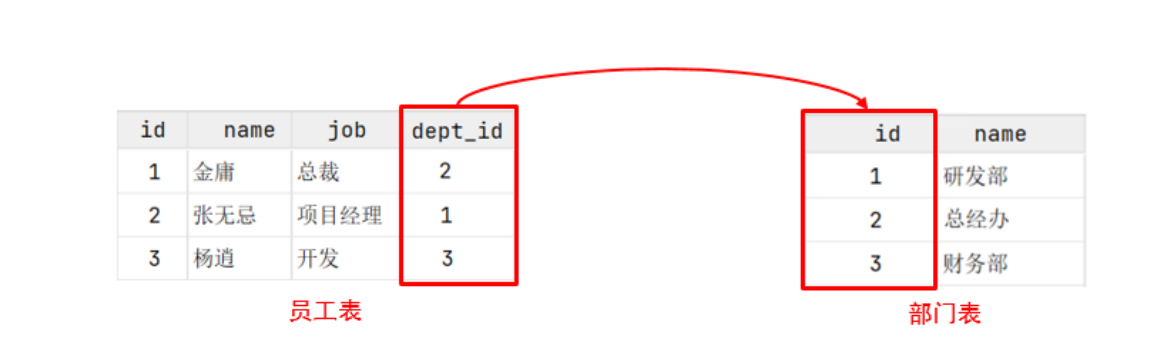 id name job dept_id
1 金庸 总裁 2
2 张无忌 项目经理 1
3 杨逍 开发 3
员工表
id name
1 研发部
2 总经办
3 财务部
部门表